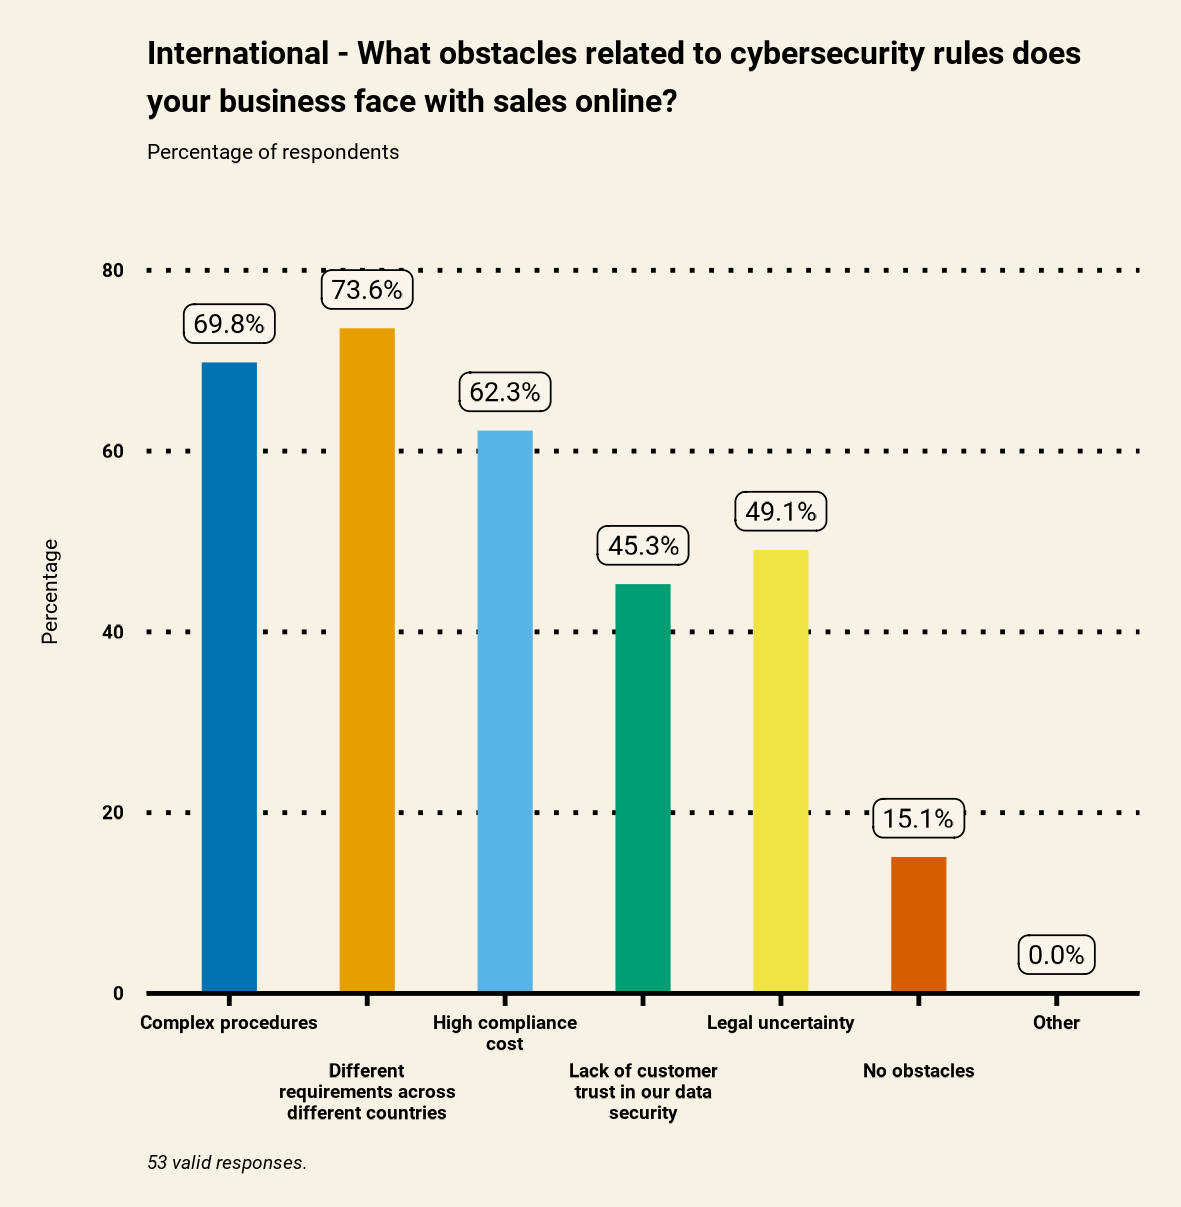 International - What obstacles related to cybersecurity rules does
your business face with sales online?
Percentage of respondents
Percentage
80
60
40
20
0
69.8%
73.6%
62.3%
45.3%
49.1%
15.1%
0.0%
Complex procedures
Different
requirements across
different countries
High compliance
cost
Lack of customer
trust in our data
security
Legal uncertainty
No obstacles
Other
53 valid responses.